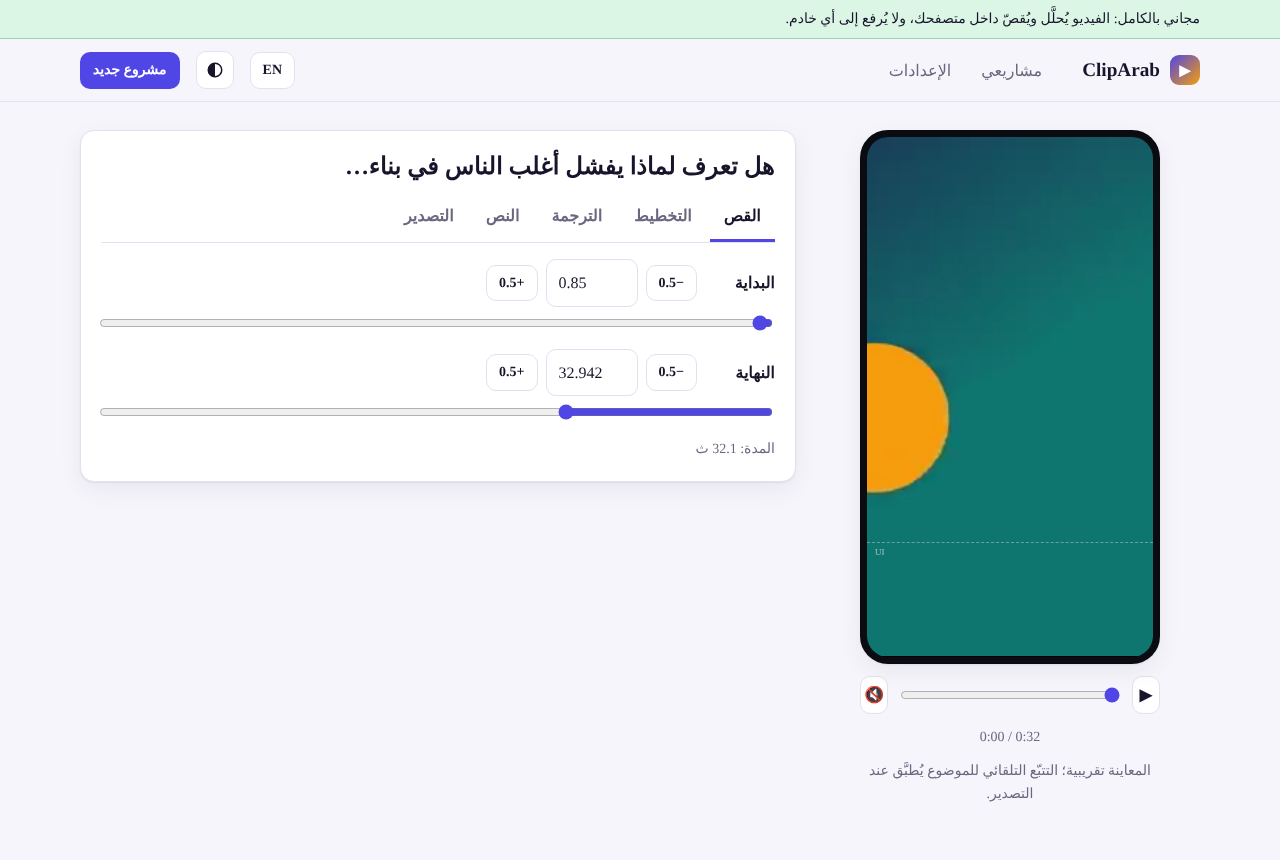 مجاني بالكامل: الفيديو يُحلَّل ويُقصّ داخل متصفحك، ولا يُرفع إلى أي خادم.
ClipArab
مشاريعي
الإعدادات
EN
مشروع جديد
هل تعرف لماذا يفشل أغلب الناس في بناء…
القص
التخطيط
الترجمة
النص
التصدير
البداية
−0.5
0.85
+0.5
النهاية
−0.5
32.942
+0.5
المدة: 32.1 ث
UI
0:00 / 0:32
المعاينة تقريبية؛ التتبّع التلقائي للموضوع يُطبَّق عند
التصدير.